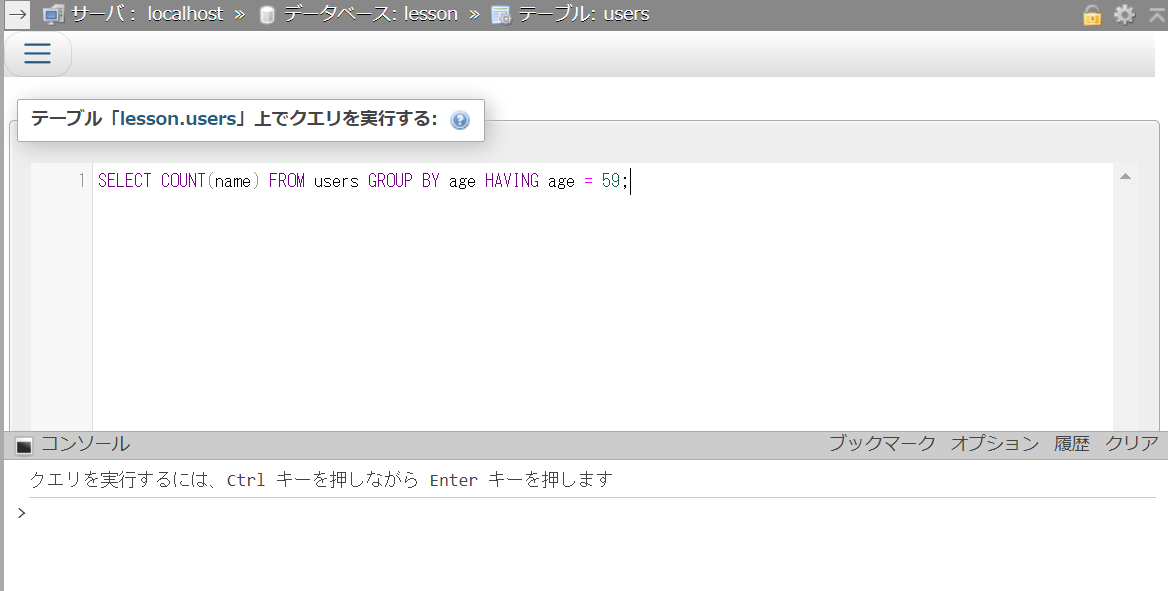 サーバ: localhost » データベース: lesson » テーブル: users
テーブル「lesson.users」上でクエリを実行する:
1 SELECT COUNT(name) FROM users GROUP BY age HAVING age = 59;
コンソール ブックマーク オプション 履歴 クリア
クエリを実行するには、Ctrl キーを押しながら Enter キーを押します
>